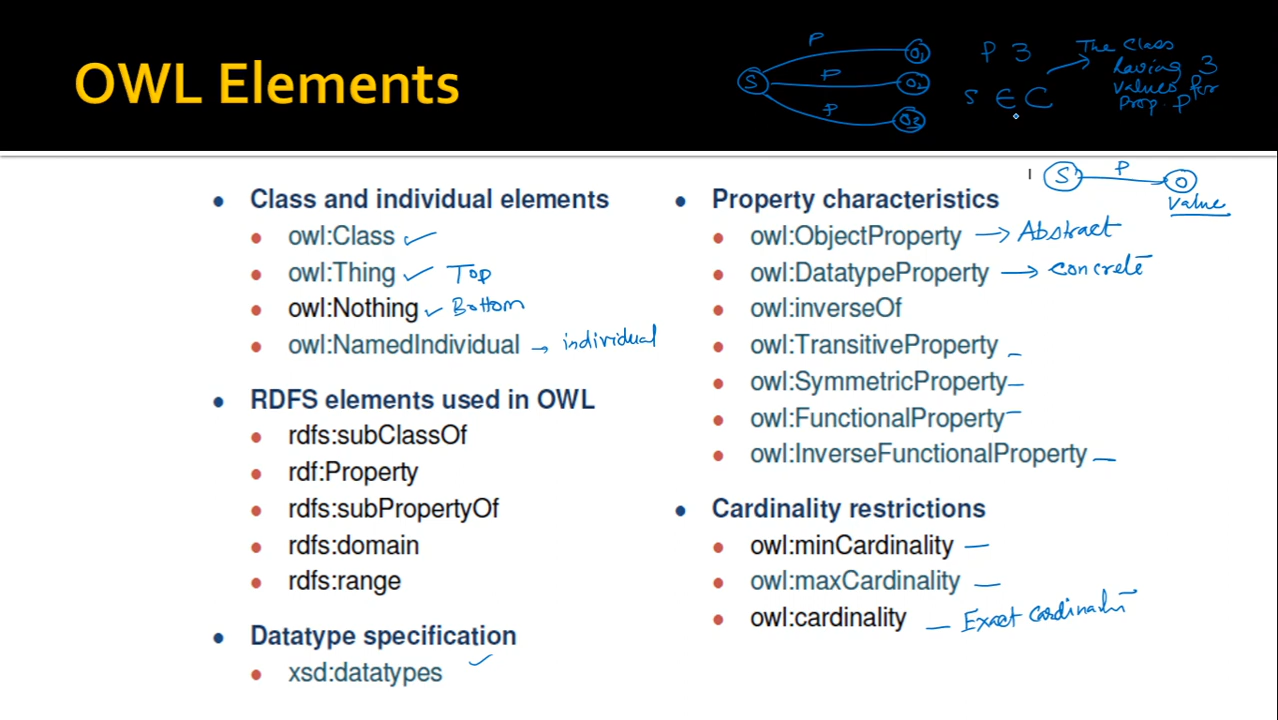 OWL Elements
S
P
P
P
O1
O2
O3
P 3
S ∈ C
The class
having 3
values for
prop. P
Class and individual elements
owl:Class
owl:Thing Top
owl:Nothing Bottom
owl:NamedIndividual individual
RDFS elements used in OWL
rdfs:subClassOf
rdf:Property
rdfs:subPropertyOf
rdfs:domain
rdfs:range
Datatype specification
xsd:datatypes
S P O
value
Property characteristics
owl:ObjectProperty → Abstract
owl:DatatypeProperty → concrete
owl:inverseOf
owl:TransitiveProperty
owl:SymmetricProperty
owl:FunctionalProperty
owl:InverseFunctionalProperty
Cardinality restrictions
owl:minCardinality
owl:maxCardinality
owl:cardinality — Exact cardinality